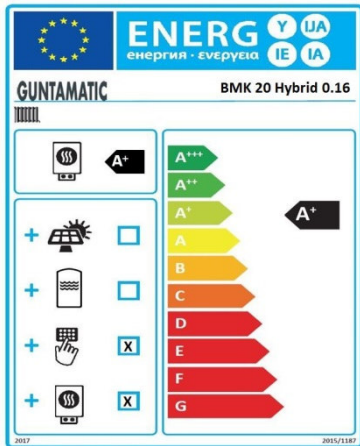 ENERG Y IJA
енергия · ενεργεια IE IA
GUNTAMATIC BMK 20 Hybrid 0.16
A+
A+++
A++
A+ A+
A
+
B
+
C
D
+ X
E
F
+ X
G
2017 2015/1187